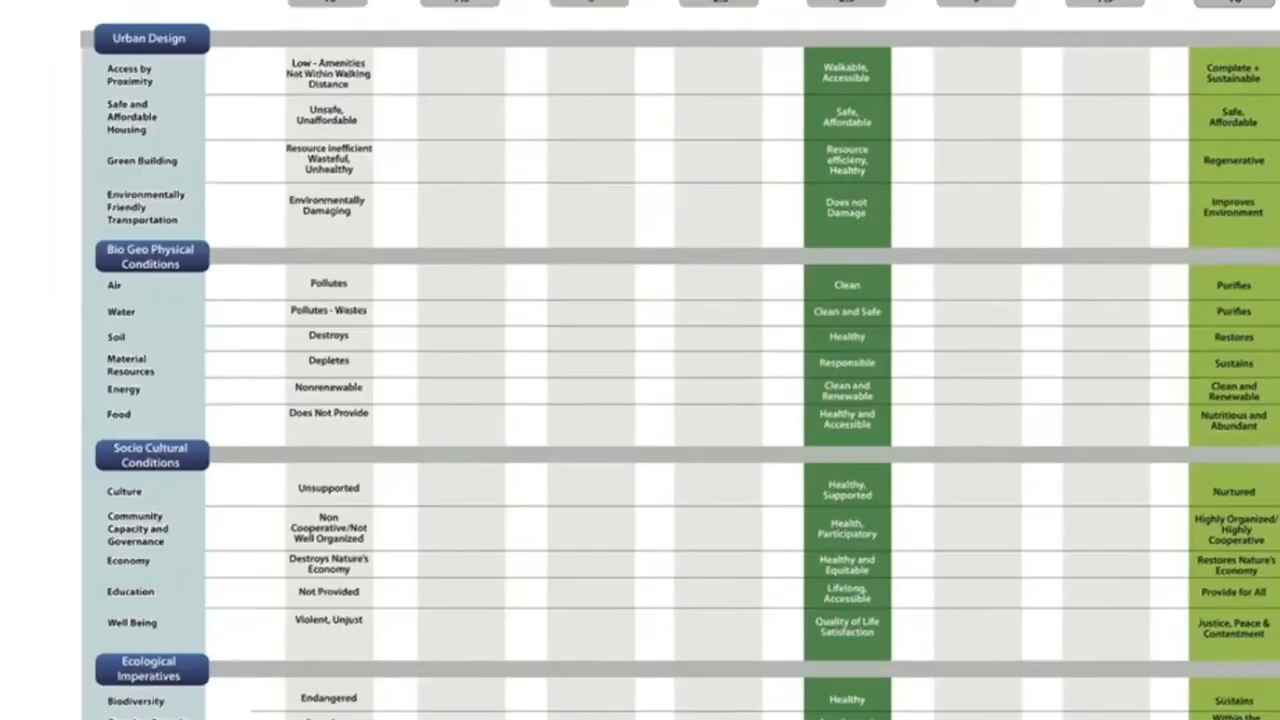 Urban Design
Access by
Proximity
Low - Amenities
Not Within Walking
Distance
Walkable,
Accessible
Complete +
Sustainable
Safe and
Affordable
Housing
Unsafe,
Unaffordable
Safe,
Affordable
Safe,
Affordable
Green Building
Resource inefficient
Wasteful,
Unhealthy
Resource
efficieny,
Healthy
Regenerative
Environmentally
Friendly
Transportation
Environmentally
Damaging
Does not
Damage
Improves
Environment
Bio Geo Physical
Conditions
Air
Pollutes
Clean
Purifies
Water
Pollutes - Wastes
Clean and Safe
Purifies
Soil
Destroys
Healthy
Restores
Material
Resources
Depletes
Responsible
Sustains
Energy
Nonrenewable
Clean and
Renewable
Clean and
Renewable
Food
Does Not Provide
Healthy and
Accessible
Nutritious and
Abundant
Socio Cultural
Conditions
Culture
Unsupported
Healthy,
Supported
Nurtured
Community
Capacity and
Governance
Non
Cooperative/Not
Well Organized
Health,
Participatory
Highly Organized/
Highly
Cooperative
Economy
Destroys Nature's
Economy
Healthy and
Equitable
Restores Nature's
Economy
Education
Not Provided
Lifelong,
Accessible
Provide for All
Well Being
Violent, Unjust
Quality of Life
Satisfaction
Justice, Peace &
Contentment
Ecological
Imperatives
Biodiversity
Endangered
Healthy
Sustains
Within the